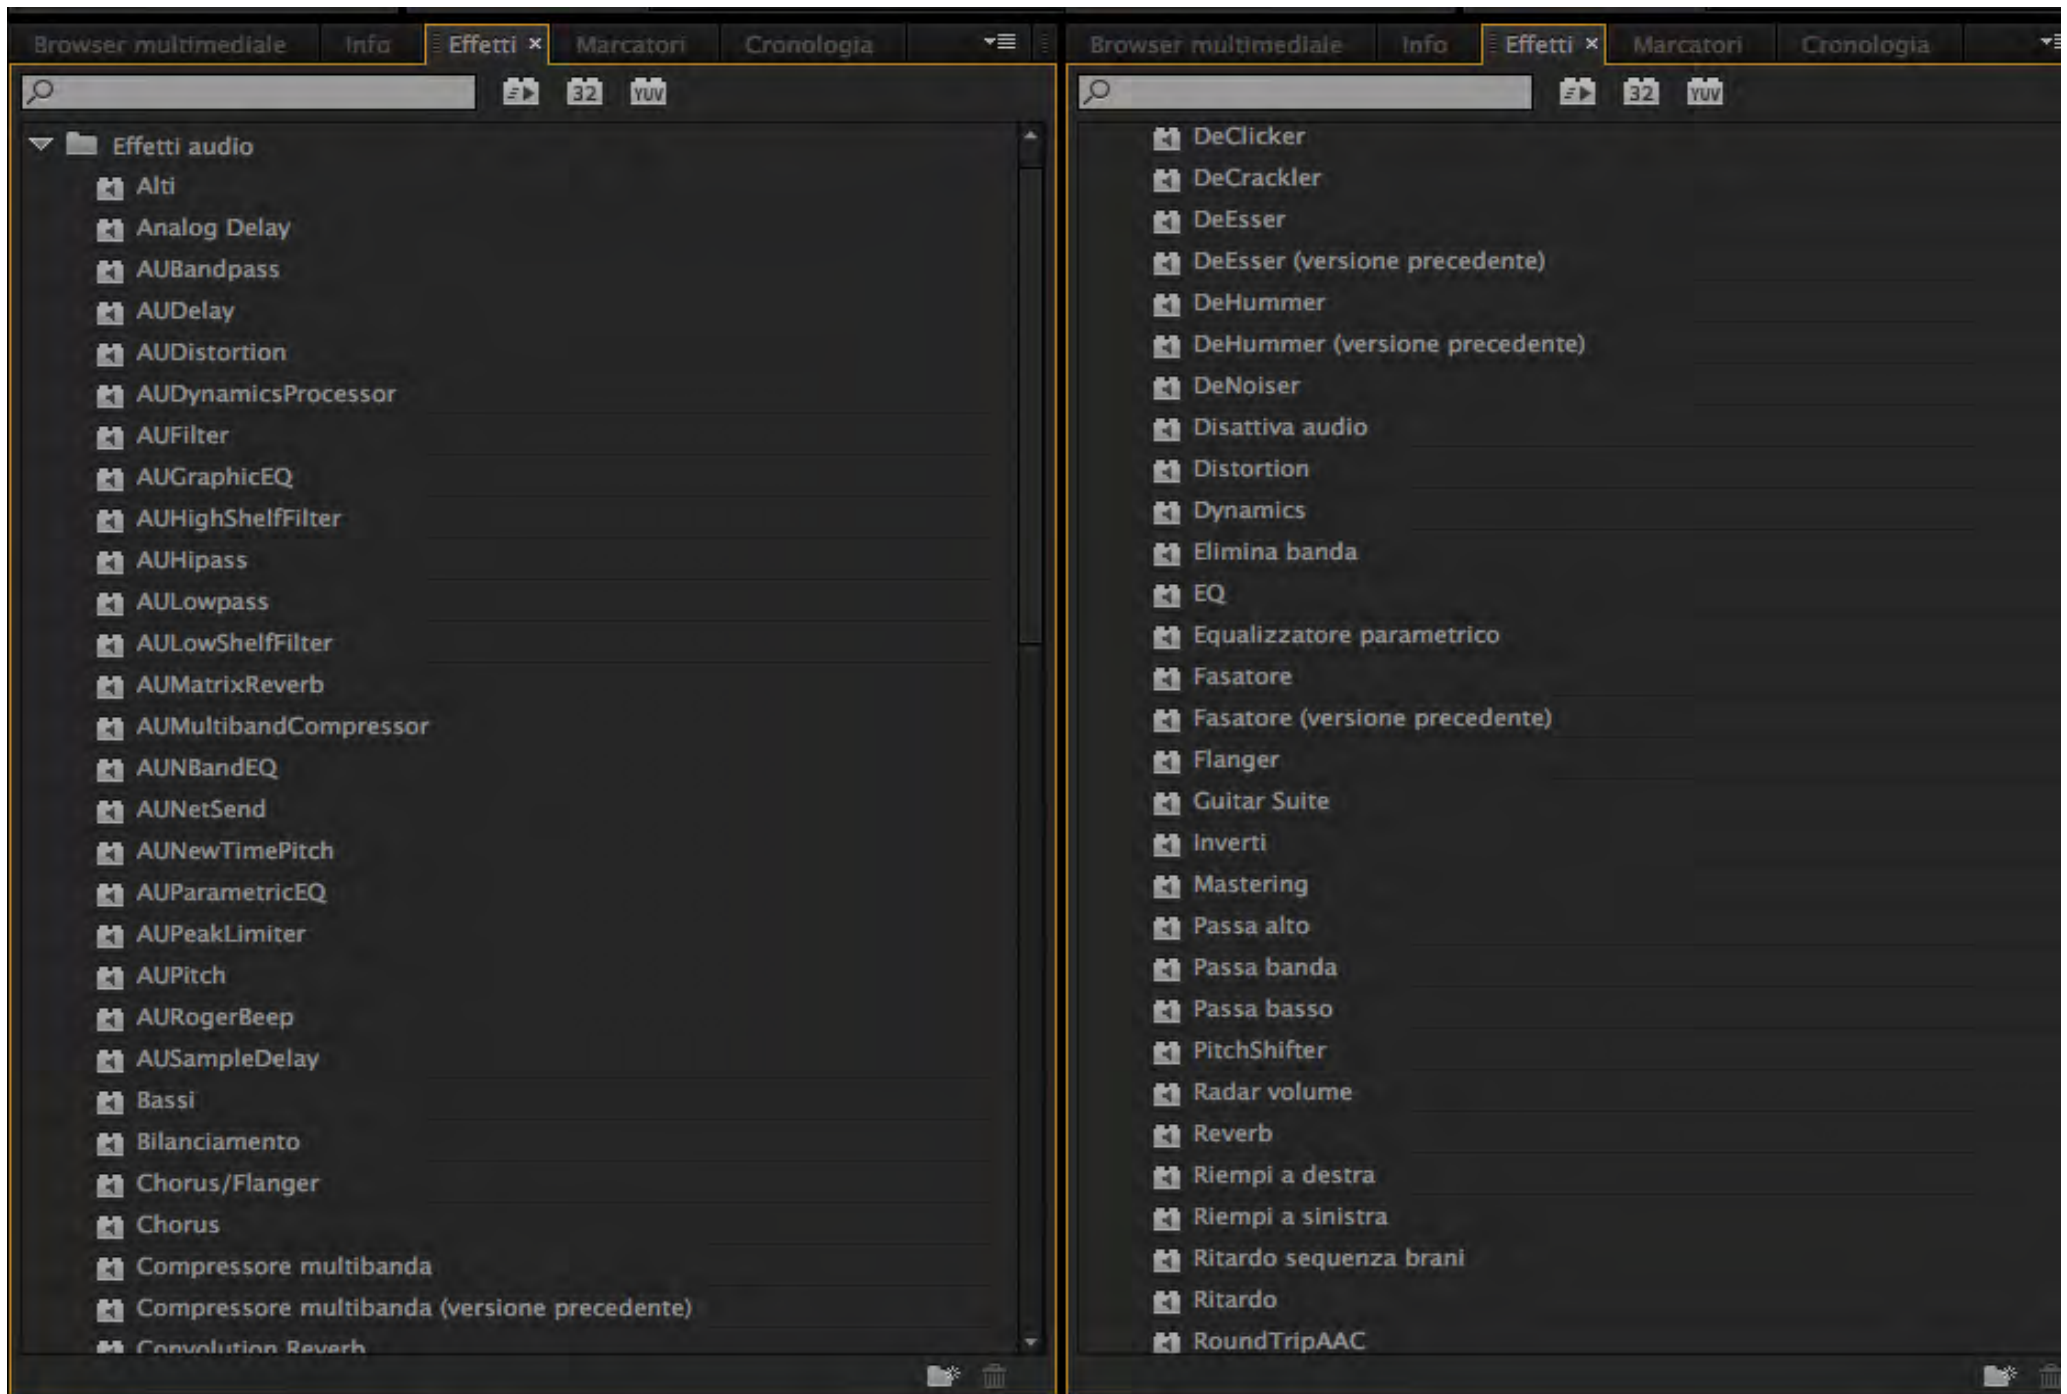 Browser multimediale Info Effetti × Marcatori Cronologia
32 YUV
Effetti audio
Alti
Analog Delay
AUBandpass
AUDelay
AUDistortion
AUDynamicsProcessor
AUFilter
AUGraphicEQ
AUHighShelfFilter
AUHipass
AULowpass
AULowShelfFilter
AUMatrixReverb
AUMultibandCompressor
AUNBandEQ
AUNetSend
AUNewTimePitch
AUParametricEQ
AUPeakLimiter
AUPitch
AURogerBeep
AUSampleDelay
Bassi
Bilanciamento
Chorus/Flanger
Chorus
Compressore multibanda
Compressore multibanda (versione precedente)
Convolution Reverb
Browser multimediale Info Effetti × Marcatori Cronologia
32 YUV
DeClicker
DeCrackler
DeEsser
DeEsser (versione precedente)
DeHummer
DeHummer (versione precedente)
DeNoiser
Disattiva audio
Distortion
Dynamics
Elimina banda
EQ
Equalizzatore parametrico
Fasatore
Fasatore (versione precedente)
Flanger
Guitar Suite
Inverti
Mastering
Passa alto
Passa banda
Passa basso
PitchShifter
Radar volume
Reverb
Riempi a destra
Riempi a sinistra
Ritardo sequenza brani
Ritardo
RoundTripAAC